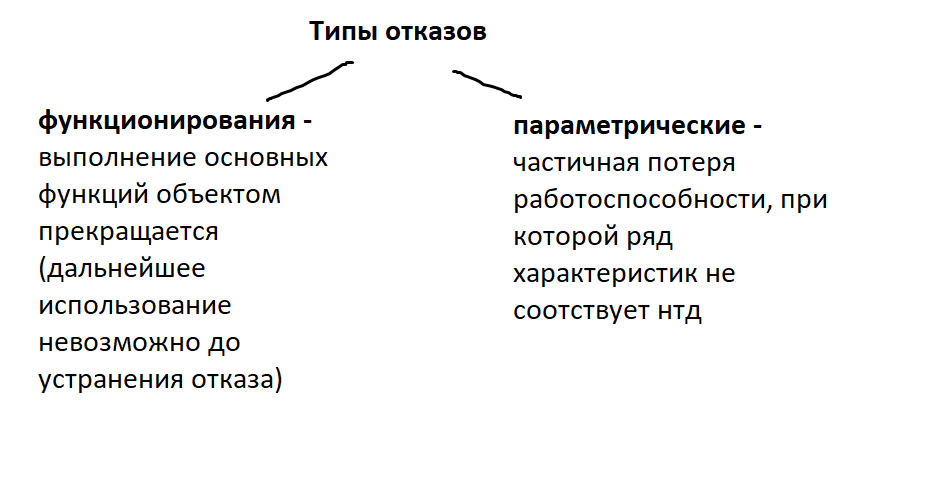 Типы отказов
функционирования -
выполнение основных
функций объектом
прекращается
(дальнейшее
использование
невозможно до
устранения отказа)
параметрические -
частичная потеря
работоспособности, при
которой ряд
характеристик не
соотствует нтд